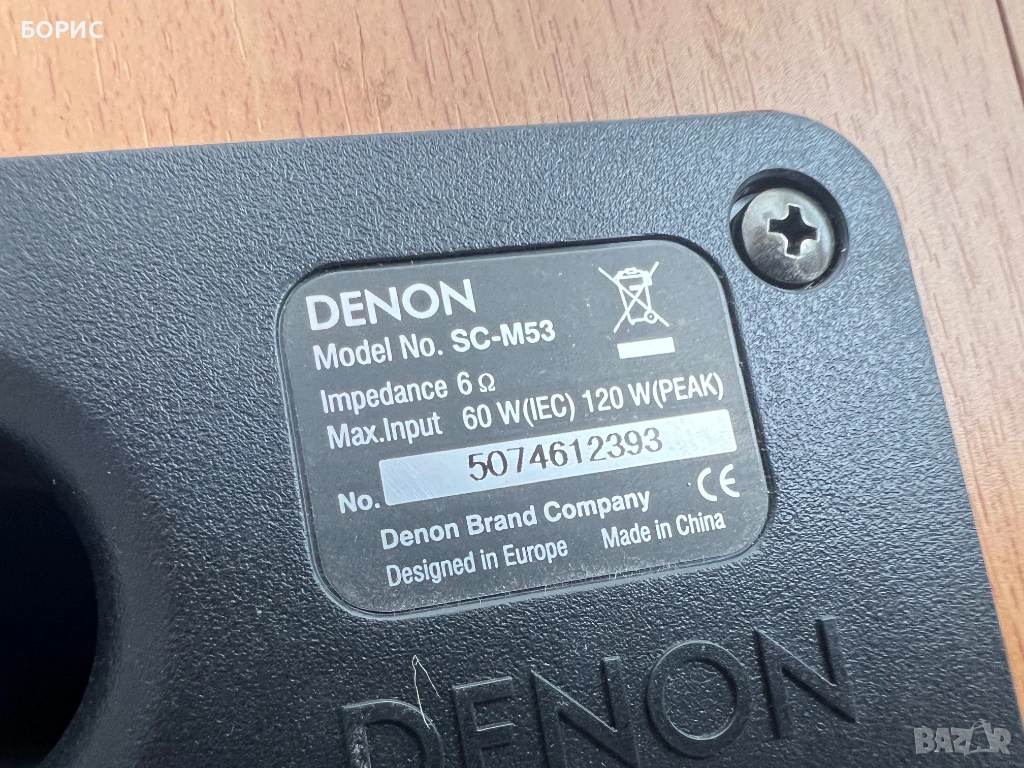 БОРИС
DENON
Model No. SC-M53
Impedance 6 Ω
Max.Input 60 W(IEC) 120 W(PEAK)
No. 5074612393
CE
Denon Brand Company
Designed in Europe Made in China
DENON
BAZAR